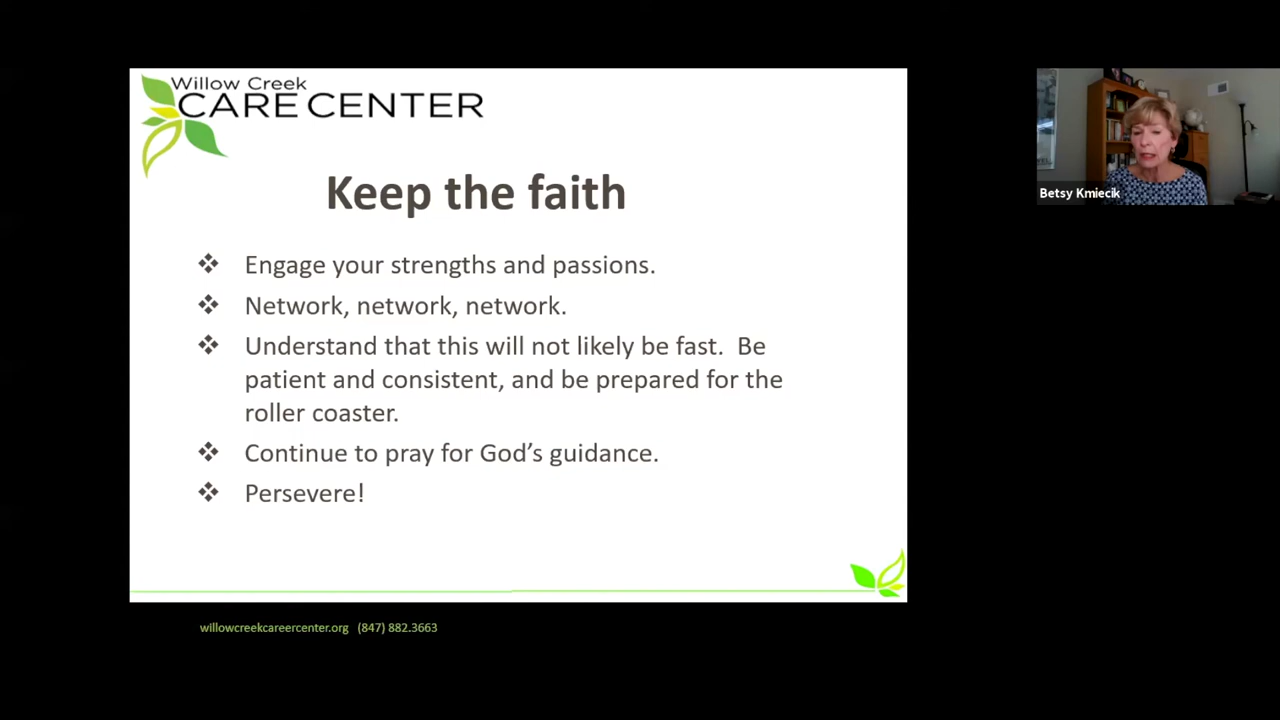 Willow Creek
CARE CENTER
Keep the faith
❖ Engage your strengths and passions.
❖ Network, network, network.
❖ Understand that this will not likely be fast.  Be
patient and consistent, and be prepared for the
roller coaster.
❖ Continue to pray for God’s guidance.
❖ Persevere!
willowcreekcareercenter.org   (847) 882.3663
Betsy Kmiecik